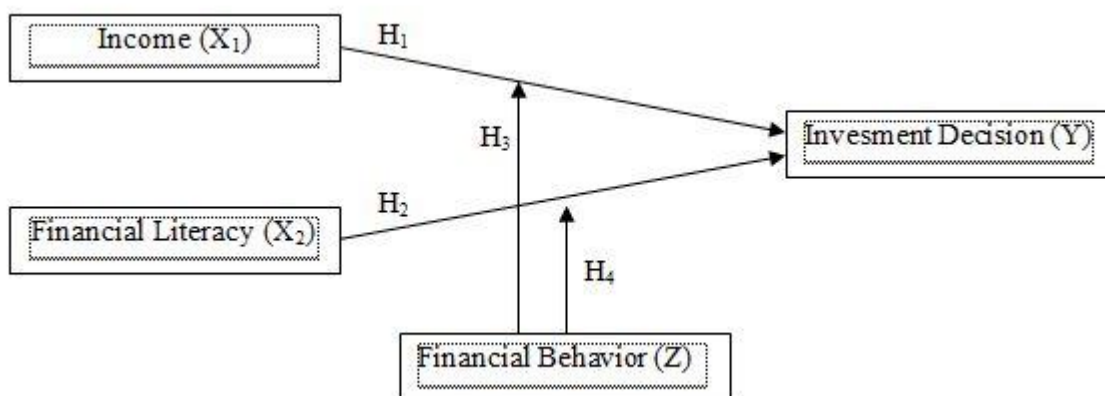 Income (X₁)
H₁
H₃
Invesment Decision (Y)
H₂
Financial Literacy (X₂)
H₄
Financial Behavior (Z)